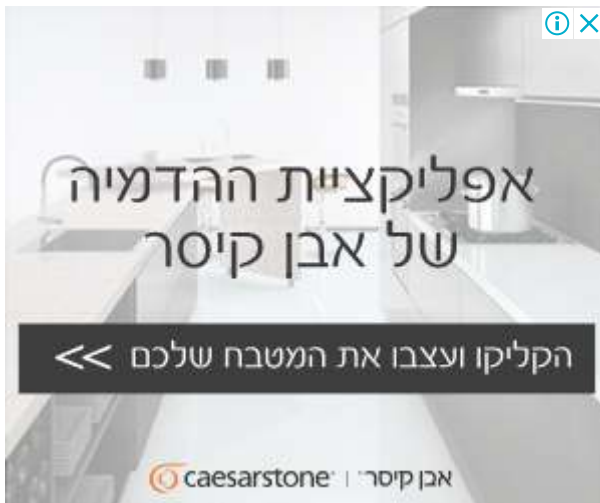 אפליקציית ההדמיה
של אבן קיסר
הקליקו ועצבו את המטבח שלכם >>
אבן קיסר | caesarstone